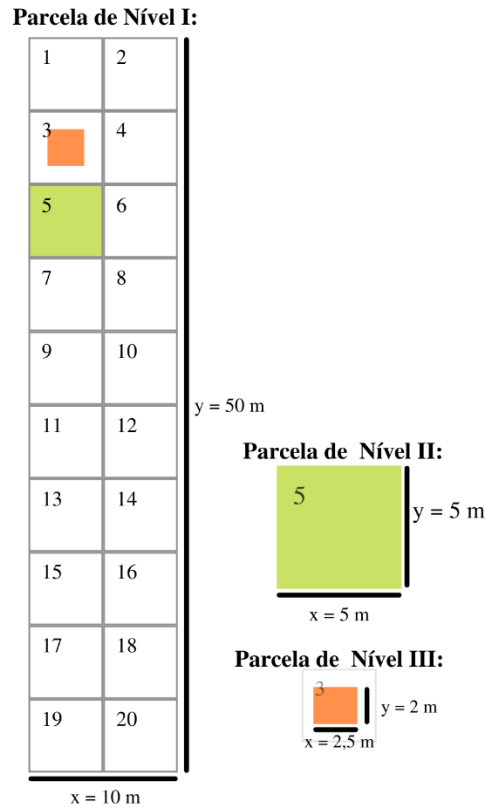 Parcela de Nível I:
1 2
3 4
5 6
7 8
9 10
11 12
13 14
15 16
17 18
19 20
y = 50 m
x = 10 m
Parcela de  Nível II:
5
y = 5 m
x = 5 m
Parcela de  Nível III:
3
y = 2 m
x = 2,5 m